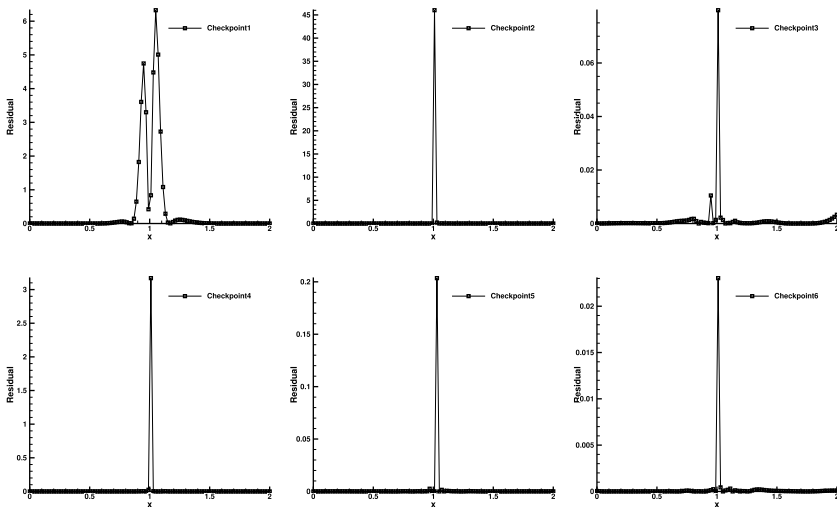 Checkpoint1
Residual
6
5
4
3
2
1
0
0 0.5 1 1.5 2
x
Checkpoint2
Residual
45
40
35
30
25
20
15
10
5
0
0 0.5 1 1.5 2
x
Checkpoint3
Residual
0.06
0.04
0.02
0
0 0.5 1 1.5 2
x
Checkpoint4
Residual
3
2.5
2
1.5
1
0.5
0
0 0.5 1 1.5 2
x
Checkpoint5
Residual
0.2
0.15
0.1
0.05
0
0 0.5 1 1.5 2
x
Checkpoint6
Residual
0.02
0.015
0.01
0.005
0
0 0.5 1 1.5 2
x